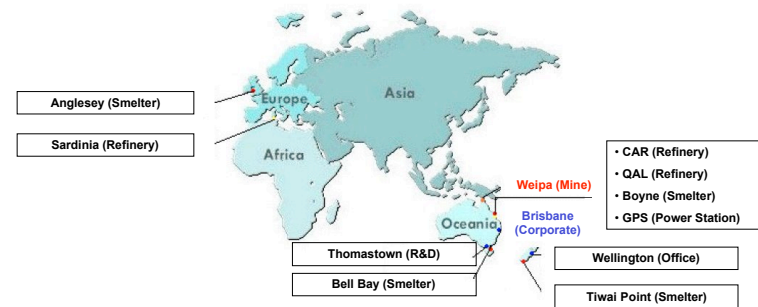 Anglesey (Smelter)
Sardinia (Refinery)
Europe
Asia
Africa
Oceania
Weipa (Mine)
Brisbane
(Corporate)
• CAR (Refinery)
• QAL (Refinery)
• Boyne (Smelter)
• GPS (Power Station)
Thomastown (R&D)
Bell Bay (Smelter)
Wellington (Office)
Tiwai Point (Smelter)